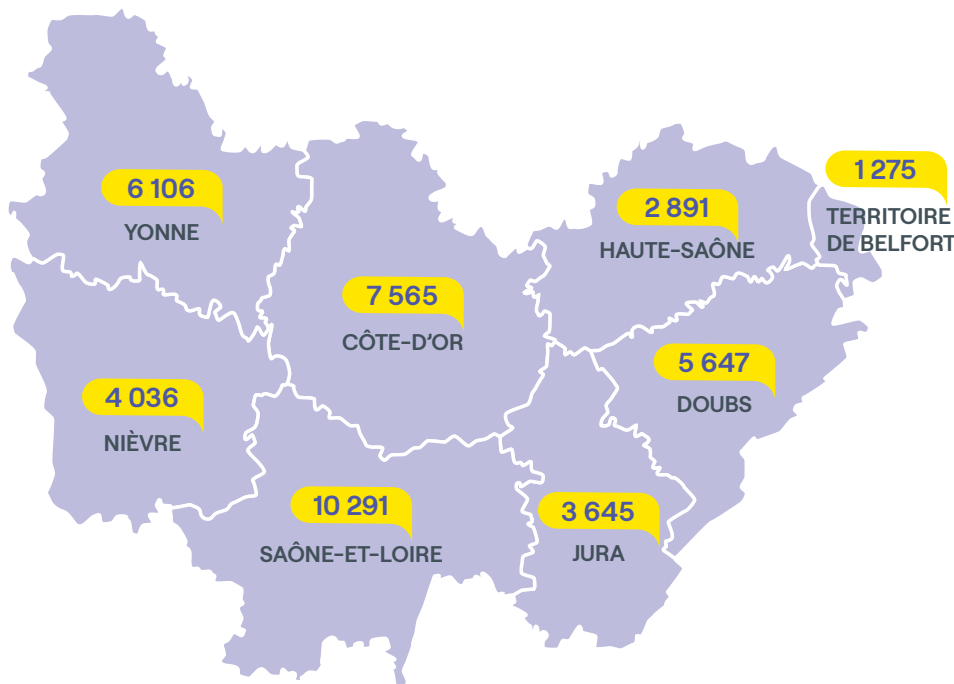 6 106
YONNE
1 275
TERRITOIRE
DE BELFORT
2 891
HAUTE-SAÔNE
7 565
CÔTE-D'OR
5 647
DOUBS
4 036
NIÈVRE
10 291
SAÔNE-ET-LOIRE
3 645
JURA